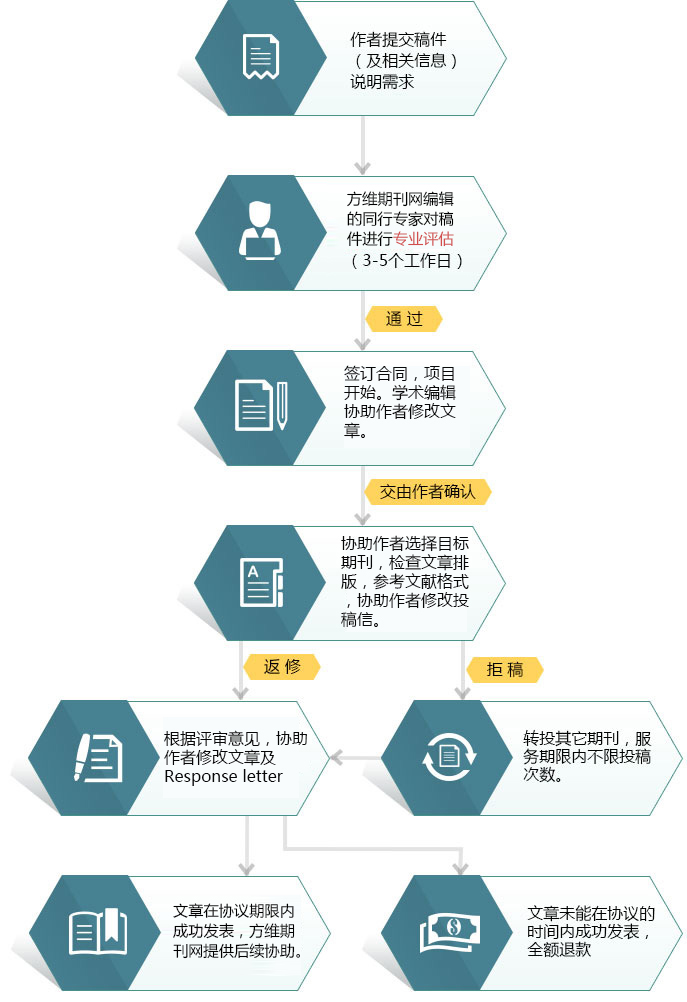 作者提交稿件
（及相关信息）
说明需求
方维期刊网编辑
的同行专家对稿
件进行专业评估
（3-5个工作日）
通 过
签订合同，项目
开始。学术编辑
协助作者修改文
章。
交由作者确认
A
协助作者选择目标
期刊，检查文章排
版，参考文献格式
，协助作者修改投
稿信。
返 修
拒 稿
根据评审意见，协助
作者修改文章及
Response letter
转投其它期刊，服
务期限内不限投稿
次数。
文章在协议期限内
成功发表，方维期
刊网提供后续协助。
$
文章未能在协议的
时间内成功发表，
全额退款